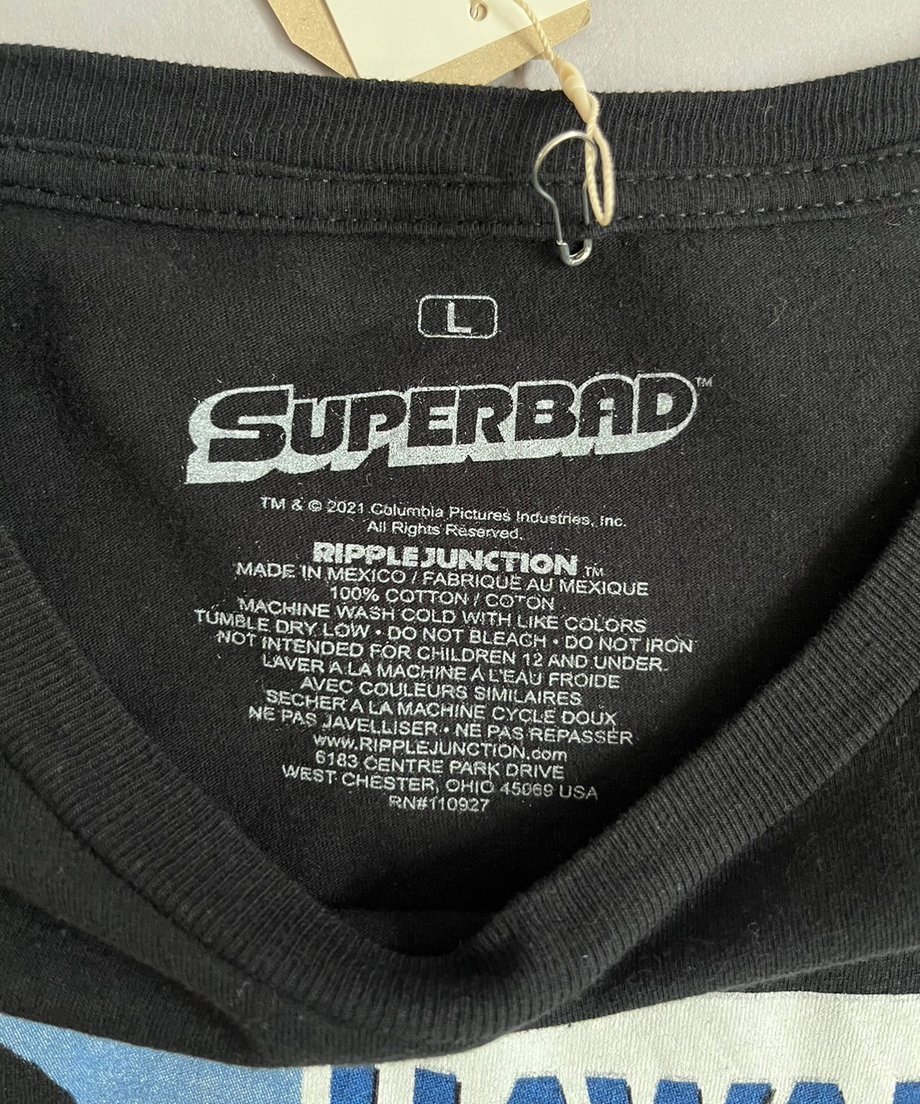 L
SUPERBAD™
TM & © 2021 Columbia Pictures Industries, Inc.
All Rights Reserved.
RIPPLE JUNCTION TM
MADE IN MEXICO / FABRIQUÉ AU MEXIQUE
100% COTTON / COTON
MACHINE WASH COLD WITH LIKE COLORS
TUMBLE DRY LOW • DO NOT BLEACH • DO NOT IRON
NOT INTENDED FOR CHILDREN 12 AND UNDER.
LAVER A LA MACHINE À L'EAU FROIDE
AVEC COULEURS SIMILAIRES
SECHER A LA MACHINE CYCLE DOUX
NE PAS JAVELLISER • NE PAS REPASSER
www.RIPPLEJUNCTION.com
6183 CENTRE PARK DRIVE
WEST CHESTER, OHIO 45069 USA
RN#110927